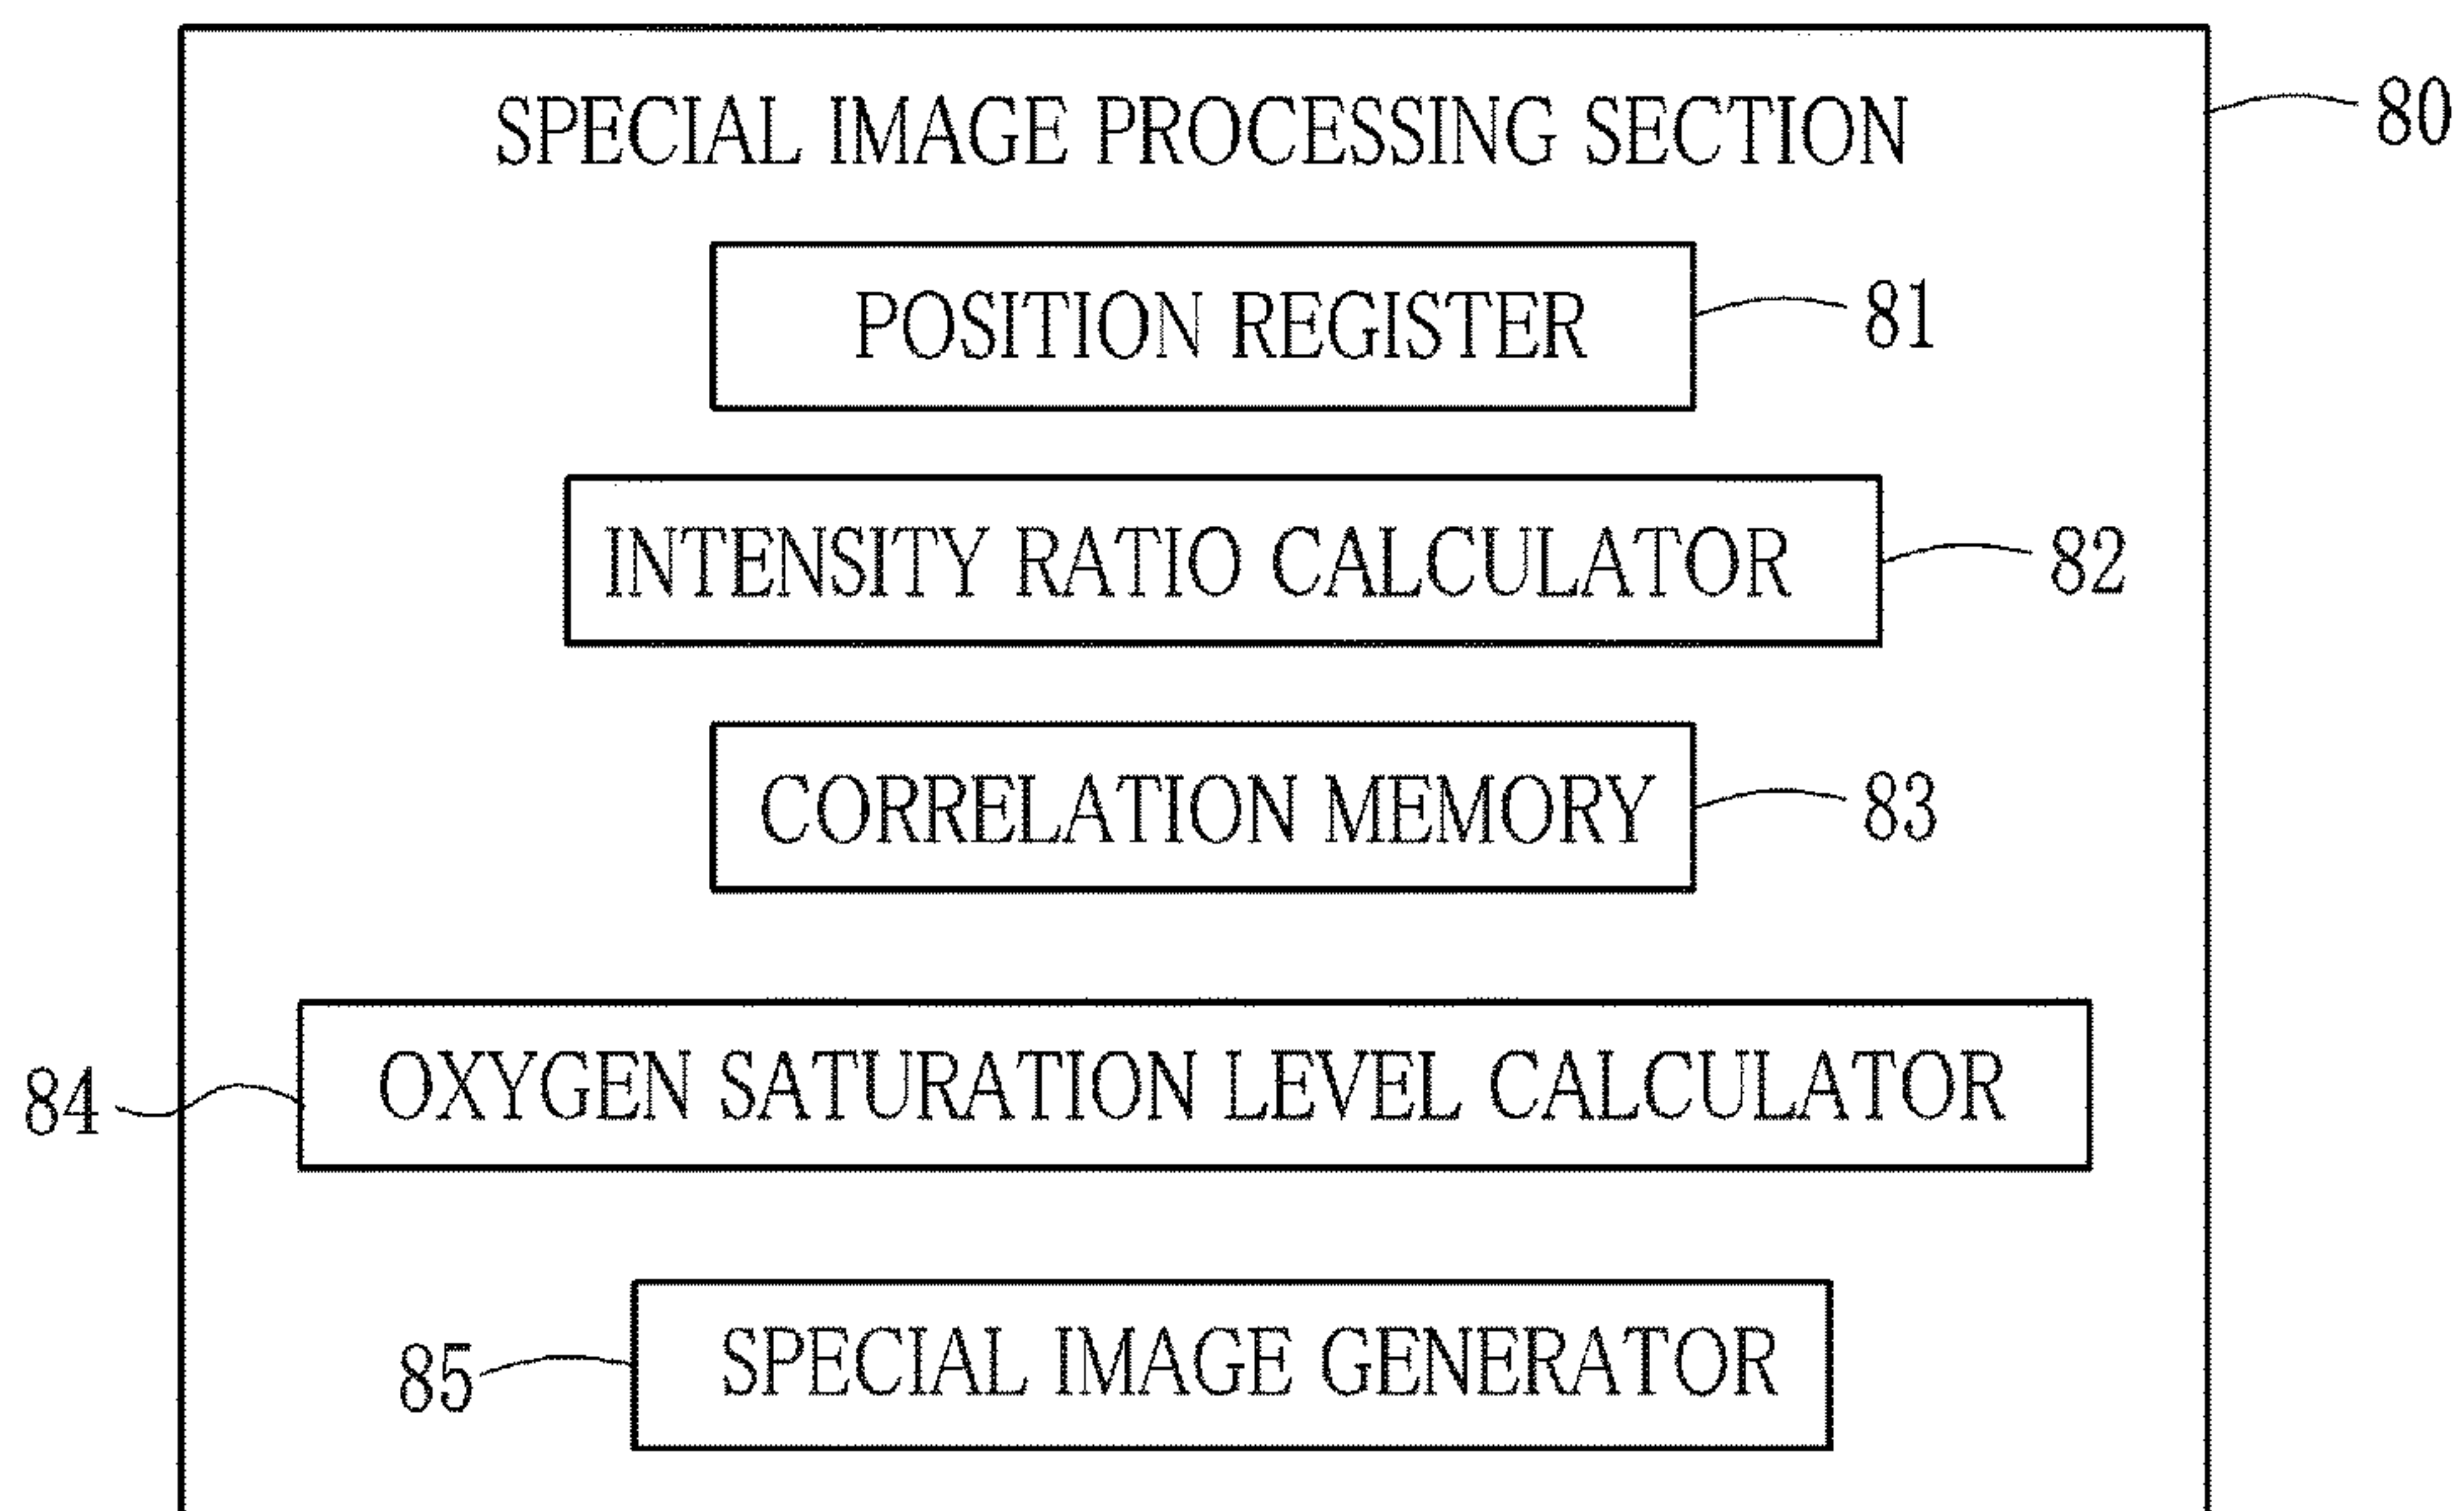 SPECIAL IMAGE PROCESSING SECTION
80
POSITION REGISTER
81
INTENSITY RATIO CALCULATOR
82
CORRELATION MEMORY
83
84
OXYGEN SATURATION LEVEL CALCULATOR
85
SPECIAL IMAGE GENERATOR